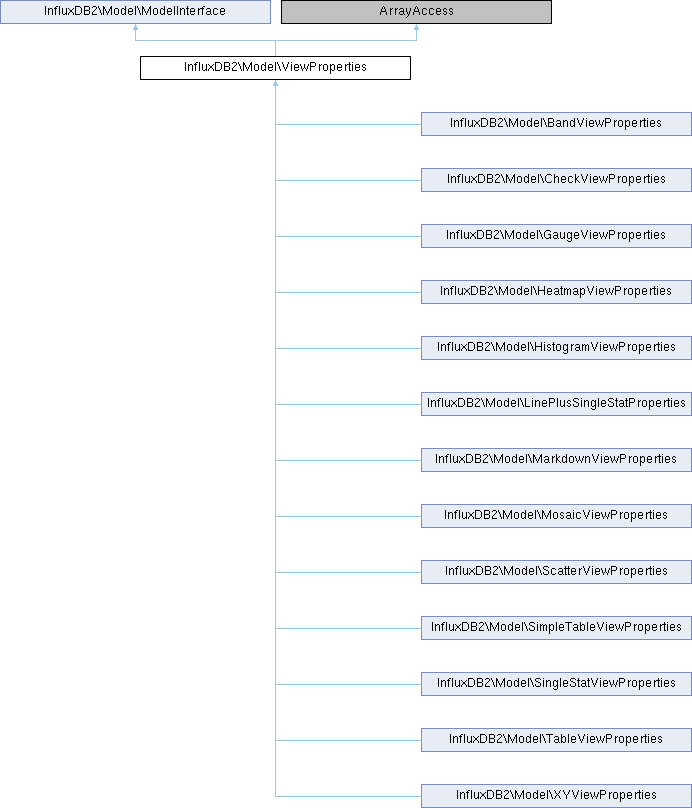 InfluxDB2\Model\ModelInterface
ArrayAccess
InfluxDB2\Model\ViewProperties
InfluxDB2\Model\BandViewProperties
InfluxDB2\Model\CheckViewProperties
InfluxDB2\Model\GaugeViewProperties
InfluxDB2\Model\HeatmapViewProperties
InfluxDB2\Model\HistogramViewProperties
InfluxDB2\Model\LinePlusSingleStatProperties
InfluxDB2\Model\MarkdownViewProperties
InfluxDB2\Model\MosaicViewProperties
InfluxDB2\Model\ScatterViewProperties
InfluxDB2\Model\SimpleTableViewProperties
InfluxDB2\Model\SingleStatViewProperties
InfluxDB2\Model\TableViewProperties
InfluxDB2\Model\XYViewProperties